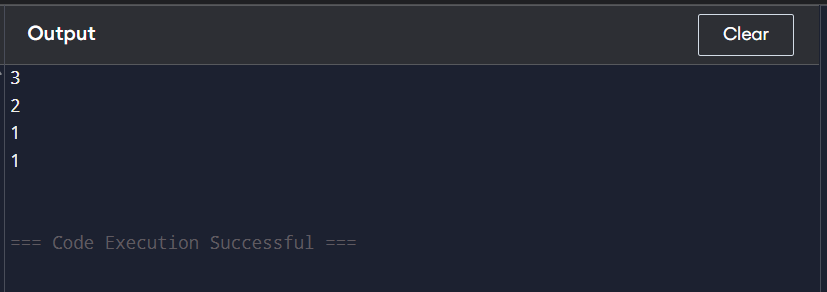 Output
Clear
3
2
1
1
=== Code Execution Successful ===